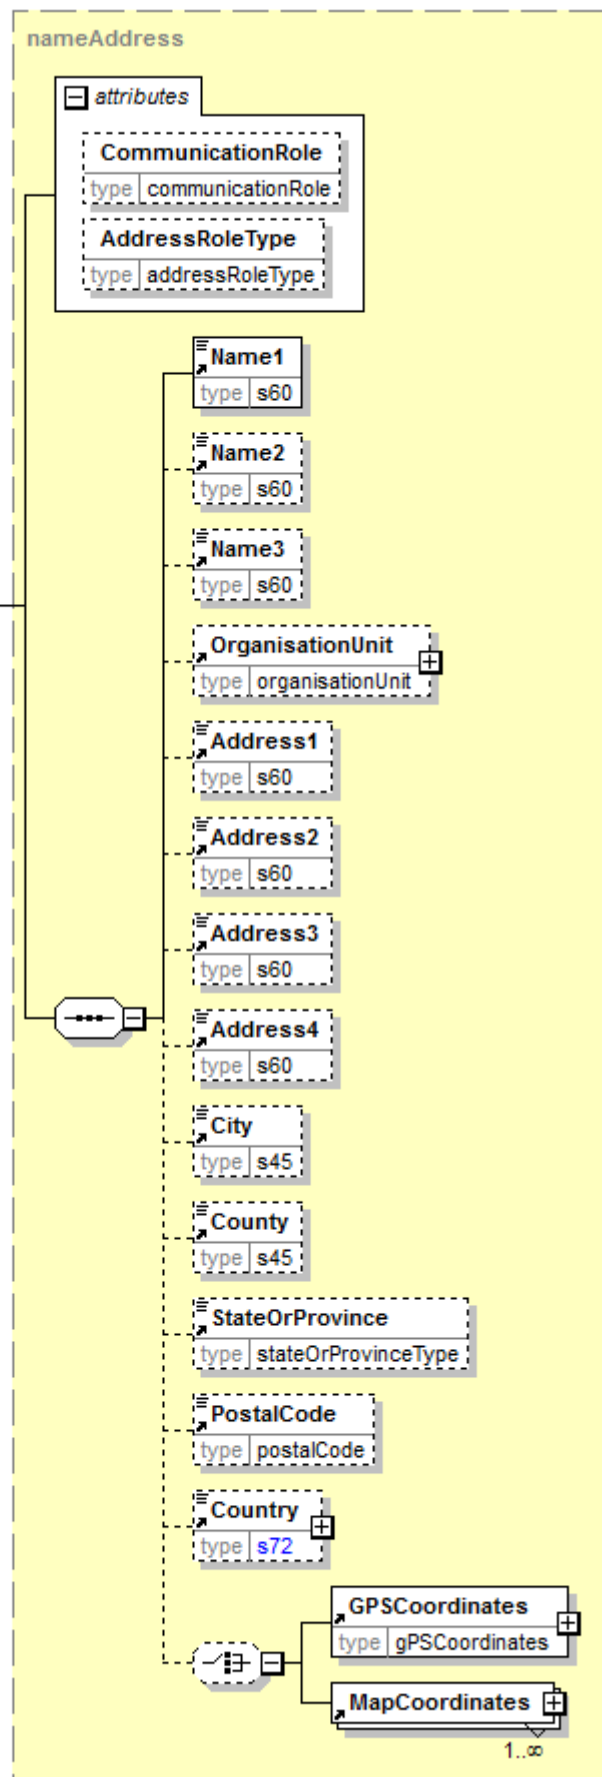 nameAddress
attributes
CommunicationRole
type communicationRole
AddressRoleType
type addressRoleType
Name1
type s60
Name2
type s60
Name3
type s60
OrganisationUnit
type organisationUnit
Address1
type s60
Address2
type s60
Address3
type s60
Address4
type s60
City
type s45
County
type s45
StateOrProvince
type stateOrProvinceType
PostalCode
type postalCode
Country
type s72
GPSCoordinates
type gPSCoordinates
MapCoordinates
1..∞